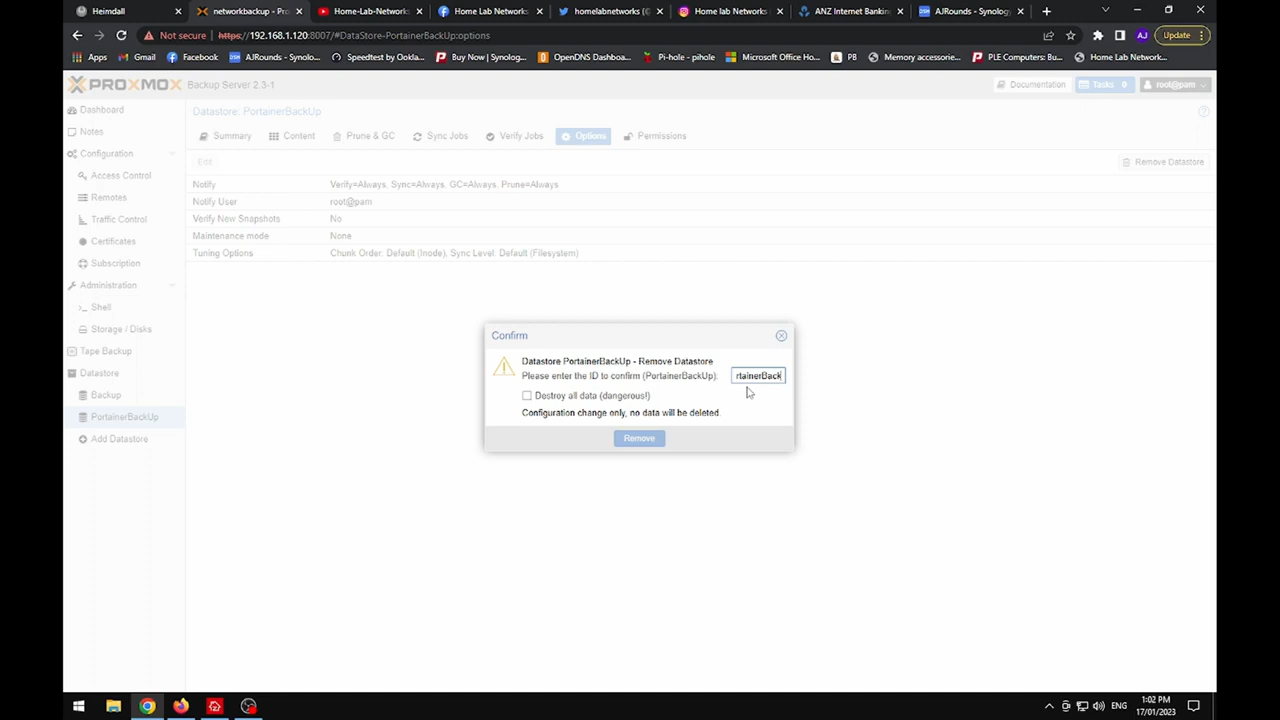 Heimdall
networkbackup - Pro
Home-Lab-Networks
Home Lab Networks
homelabnetworks (@
Home lab Networ
ANZ Internet Bankin
AJRounds - Synology
Not secure
https://192.168.1.120:8007/#DataStore-PortainerBackUp:options
AJ
Update
Apps
Gmail
Facebook
AJRounds - Synolo...
Speedtest by Ookla...
Buy Now | Synolog...
OpenDNS Dashboa...
Pi-hole - pihole
Microsoft Office Ho...
PB
Memory accessorie...
PLE Computers: Bu...
Home Lab Network...
PROXMOX
Backup Server 2.3-1
Documentation
Tasks 0
root@pam
Dashboard
Notes
Configuration
Access Control
Remotes
Traffic Control
Certificates
Subscription
Administration
Shell
Storage / Disks
Tape Backup
Datastore
Backup
PortainerBackUp
Add Datastore
Datastore: PortainerBackUp
Summary
Content
Prune & GC
Sync Jobs
Verify Jobs
Options
Permissions
Edit
Remove Datastore
Notify Verify=Always, Sync=Always, GC=Always, Prune=Always
Notify User root@pam
Verify New Snapshots No
Maintenance mode None
Tuning Options Chunk Order: Default (Inode), Sync Level: Default (Filesystem)
Confirm
Datastore PortainerBackUp - Remove Datastore
Please enter the ID to confirm (PortainerBackUp): rtainerBack
Destroy all data (dangerous!)
Configuration change only, no data will be deleted.
Remove
ENG
1:02 PM
17/01/2023